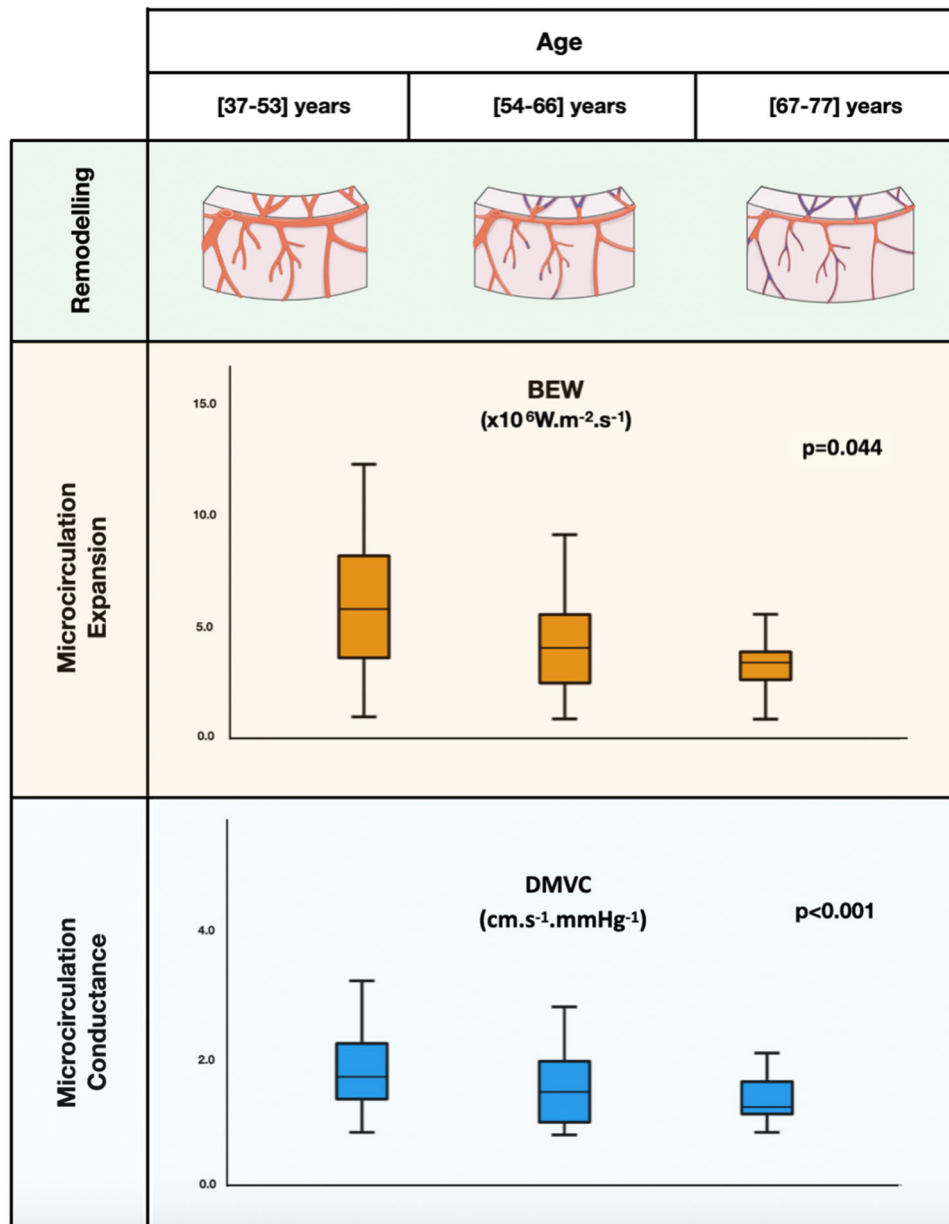 Age
[37-53] years
[54-66] years
[67-77] years
Remodelling
Microcirculation
Expansion
BEW
(x10⁶W.m⁻².s⁻¹)
p=0.044
15.0
10.0
5.0
0.0
Microcirculation
Conductance
DMVC
(cm.s⁻¹.mmHg⁻¹)
p<0.001
4.0
2.0
0.0